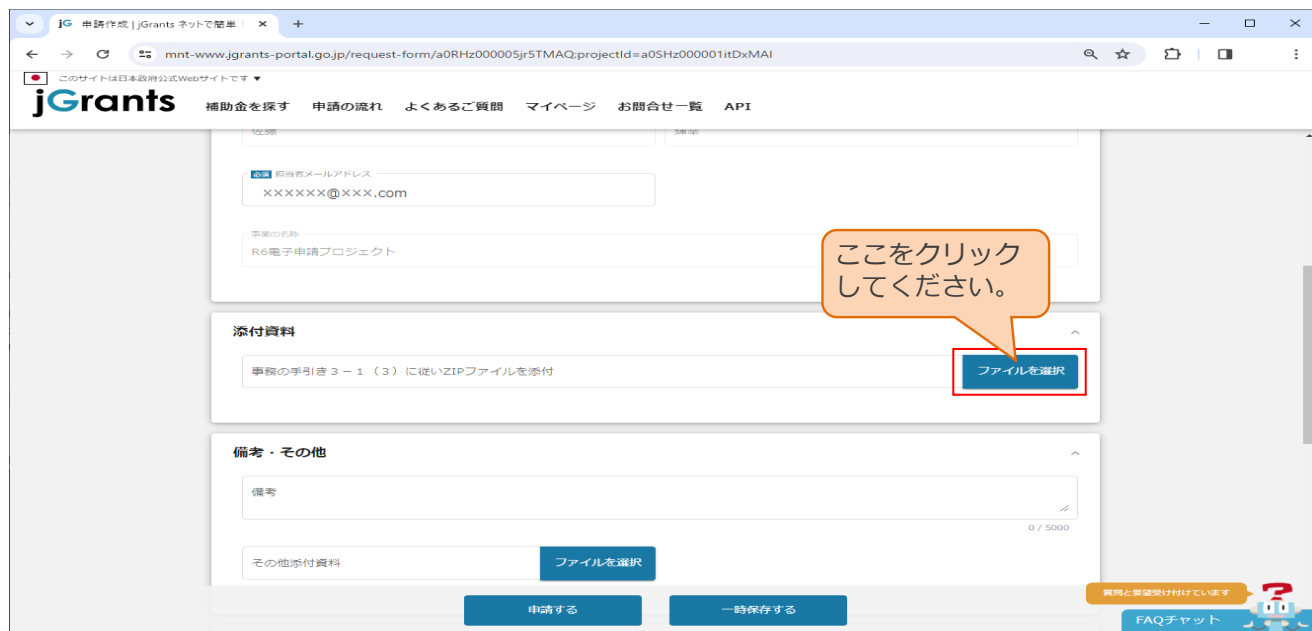 jG 申請作成 | jGrants ネットで簡単！
mnt-www.jgrants-portal.go.jp/request-form/a0RHz000005jr5TMAQ;projectId=a0SHz000001itDxMAI
このサイトは日本政府公式Webサイトです ▼
jGrants 補助金を探す 申請の流れ よくあるご質問 マイページ お問合せ一覧 API
佐藤
必須 担当者メールアドレス
××××××@×××.com
事業の名称
R6電子申請プロジェクト
ここをクリック
してください。
添付資料
事務の手引き３－１（３）に従いZIPファイルを添付 ファイルを選択
備考・その他
備考
0 / 5000
その他添付資料 ファイルを選択
申請する 一時保存する
質問と要望受け付けています
FAQチャット